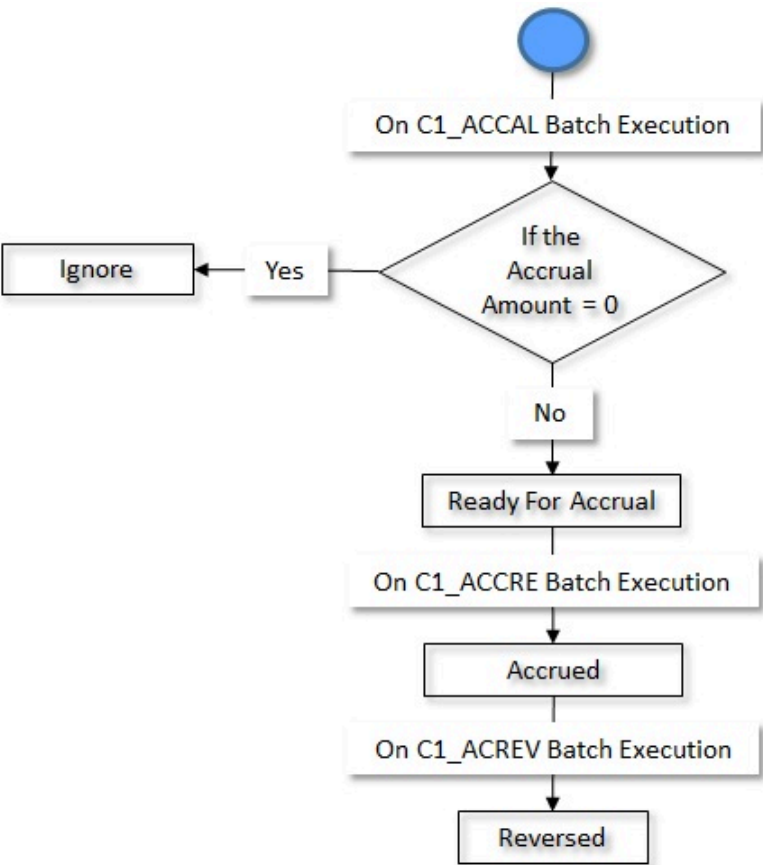 On C1_ACCAL Batch Execution
If the
Accrual
Amount = 0
Yes
Ignore
No
Ready For Accrual
On C1_ACCRE Batch Execution
Accrued
On C1_ACREV Batch Execution
Reversed